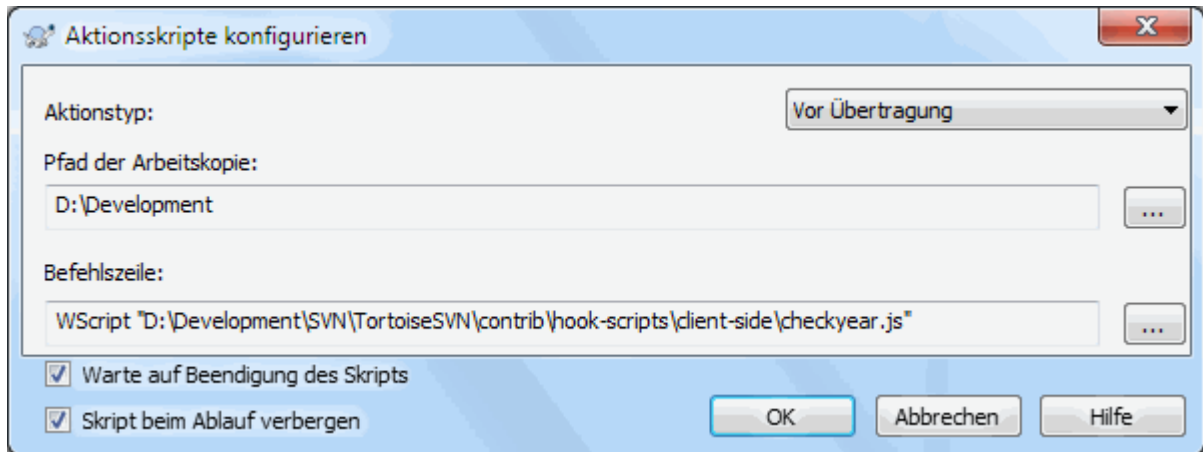 Aktionsskripte konfigurieren
Aktionstyp:
Vor Übertragung
Pfad der Arbeitskopie:
D:\Development
...
Befehlszeile:
WScript "D:\Development\SVN\TortoiseSVN\contrib\hook-scripts\client-side\checkyear.js"
...
Warte auf Beendigung des Skripts
Skript beim Ablauf verbergen
OK
Abbrechen
Hilfe